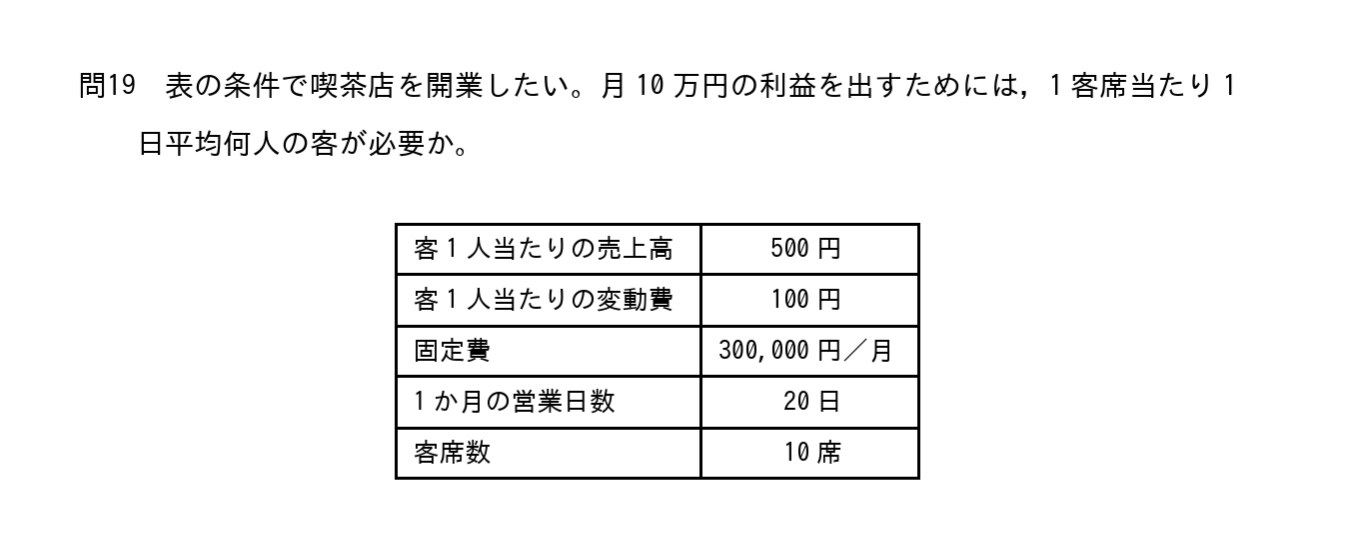 問19　表の条件で喫茶店を開業したい。月 10 万円の利益を出すためには，1 客席当たり 1
日平均何人の客が必要か。
客 1 人当たりの売上高　500 円
客 1 人当たりの変動費　100 円
固定費　300,000 円／月
1 か月の営業日数　20 日
客席数　10 席